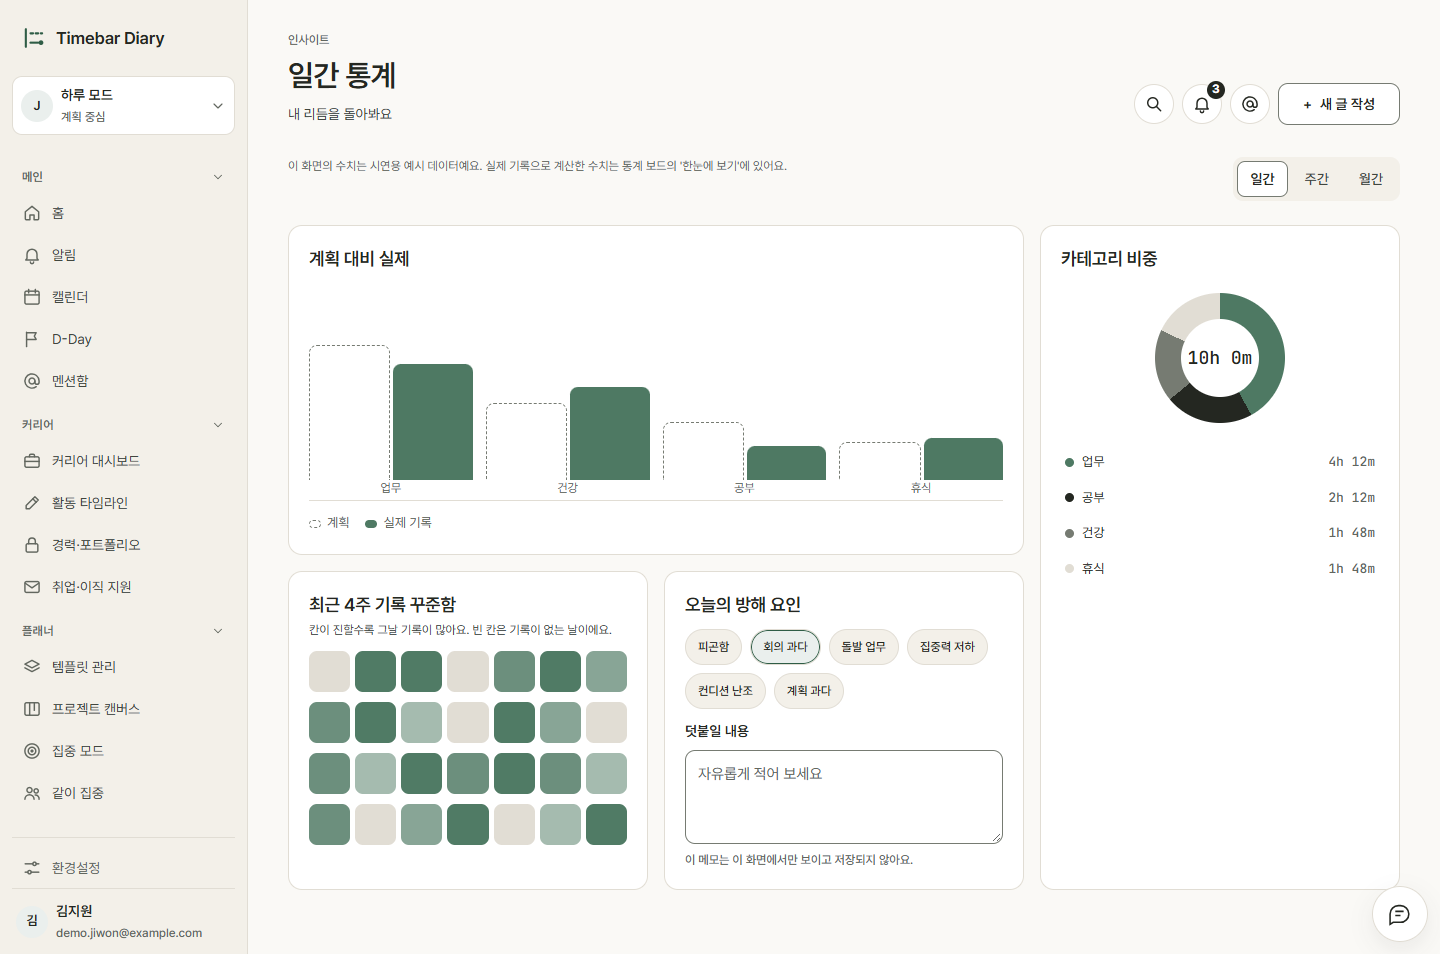 Timebar Diary
J
하루 모드
계획 중심
메인
홈
알림
캘린더
D-Day
멘션함
커리어
커리어 대시보드
활동 타임라인
경력·포트폴리오
취업·이직 지원
플래너
템플릿 관리
프로젝트 캔버스
집중 모드
같이 집중
환경설정
김
김지원
demo.jiwon@example.com
인사이트
일간 통계
내 리듬을 돌아봐요
3
+ 새 글 작성
이 화면의 수치는 시연용 예시 데이터예요. 실제 기록으로 계산한 수치는 통계 보드의 '한눈에 보기'에 있어요.
일간 주간 월간
계획 대비 실제
업무 건강 공부 휴식
계획 실제 기록
카테고리 비중
10h 0m
업무 4h 12m
공부 2h 12m
건강 1h 48m
휴식 1h 48m
최근 4주 기록 꾸준함
칸이 진할수록 그날 기록이 많아요. 빈 칸은 기록이 없는 날이에요.
오늘의 방해 요인
피곤함 회의 과다 돌발 업무 집중력 저하
컨디션 난조 계획 과다
덧붙일 내용
자유롭게 적어 보세요
이 메모는 이 화면에서만 보이고 저장되지 않아요.